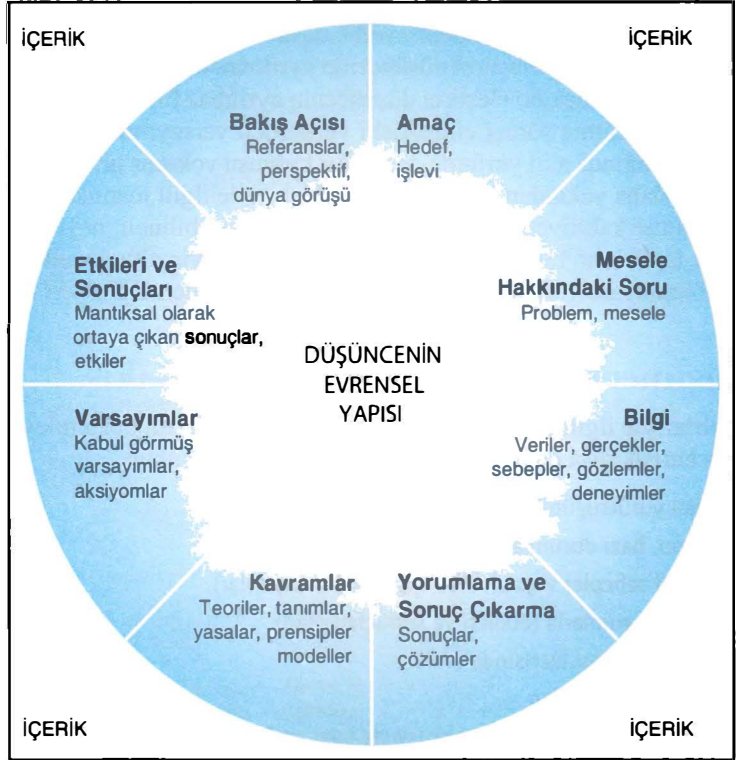 İÇERİK
İÇERİK
Bakış Açısı
Referanslar,
perspektif,
dünya görüşü
Amaç
Hedef,
işlevi
Mesele
Hakkındaki Soru
Problem, mesele
Bilgi
Veriler, gerçekler,
sebepler, gözlemler,
deneyimler
Yorumlama ve
Sonuç Çıkarma
Sonuçlar,
çözümler
Kavramlar
Teoriler, tanımlar,
yasalar, prensipler
modeller
Varsayımlar
Kabul görmüş
varsayımlar,
aksiyomlar
Etkileri ve
Sonuçları
Mantıksal olarak
ortaya çıkan sonuçlar,
etkiler
DÜŞÜNCENİN
EVRENSEL
YAPISI
İÇERİK
İÇERİK